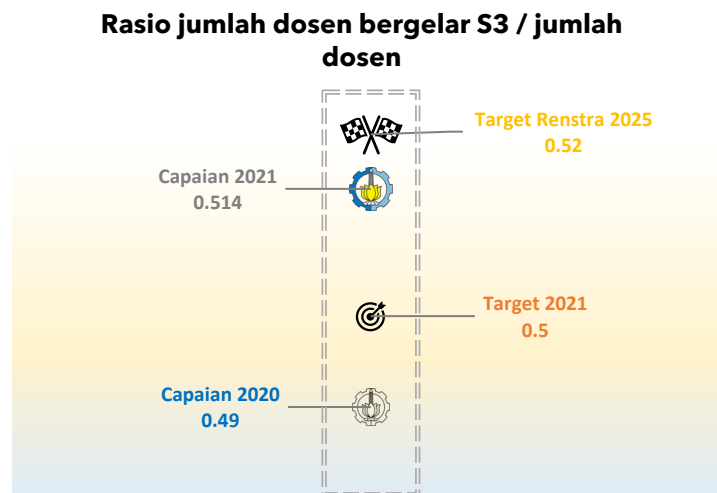 Rasio jumlah dosen bergelar S3 / jumlah
dosen
Target Renstra 2025
0.52
Capaian 2021
0.514
Target 2021
0.5
Capaian 2020
0.49